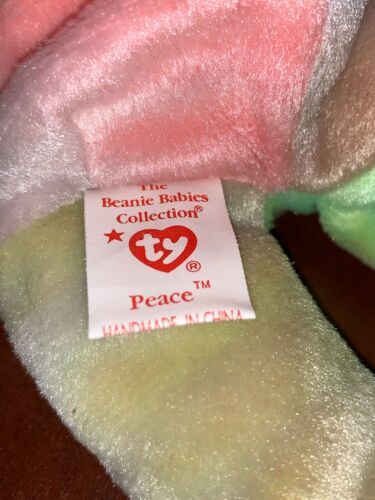 The
Beanie Babies
Collection®
★ ty ®
Peace™
HANDMADE IN CHINA